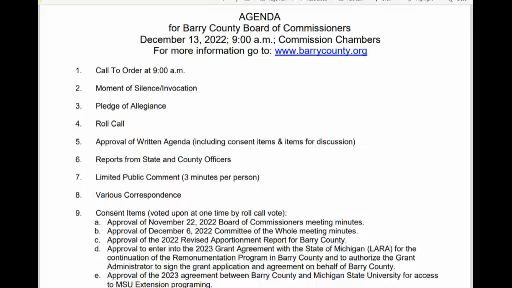 AGENDA
for Barry County Board of Commissioners
December 13, 2022; 9:00 a.m.; Commission Chambers
For more information go to: www.barrycounty.org
1. Call To Order at 9:00 a.m.
2. Moment of Silence/Invocation
3. Pledge of Allegiance
4. Roll Call
5. Approval of Written Agenda (including consent items & items for discussion)
6. Reports from State and County Officers
7. Limited Public Comment (3 minutes per person)
8. Various Correspondence
9. Consent Items (voted upon at one time by roll call vote):
a. Approval of November 22, 2022 Board of Commissioners meeting minutes.
b. Approval of December 6, 2022 Committee of the Whole meeting minutes.
c. Approval of the 2022 Revised Apportionment Report for Barry County.
d. Approval to enter into the 2023 Grant Agreement with the State of Michigan (LARA) for the
continuation of the Remonumentation Program in Barry County and to authorize the Grant
Administrator to sign the grant application and agreement on behalf of Barry County.
e. Approval of the 2023 agreement between Barry County and Michigan State University for access
to MSU Extension programing.